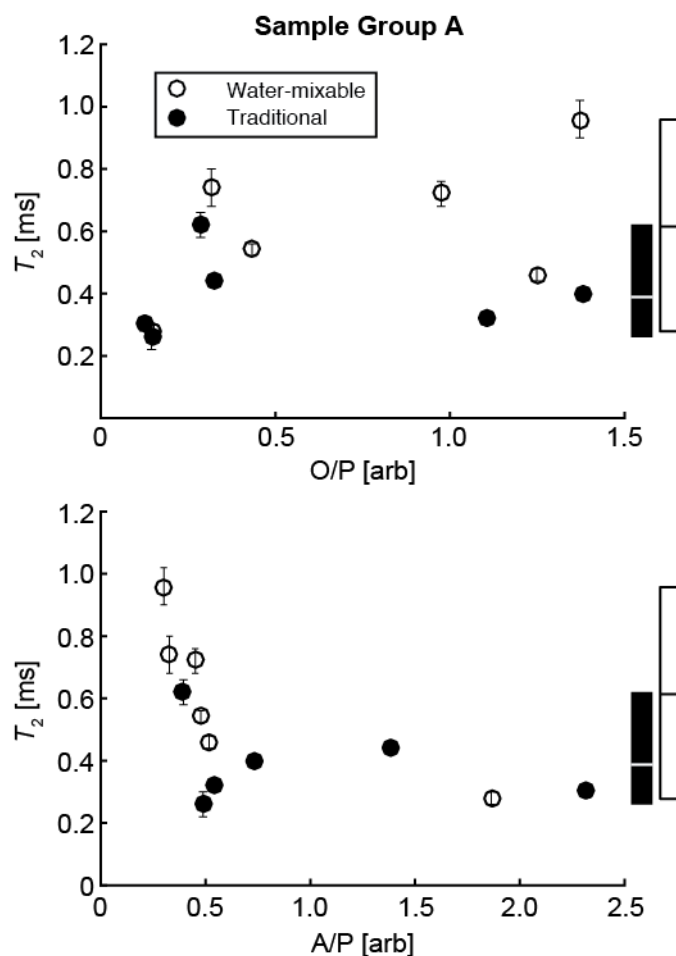 Sample Group A
1.2
1.0
0.8
0.6
0.4
0.2
T2 [ms]
Water-mixable
Traditional
0 0.5 1.0 1.5
O/P [arb]
1.2
1.0
0.8
0.6
0.4
0.2
0
T2 [ms]
0 0.5 1.0 1.5 2.0 2.5
A/P [arb]